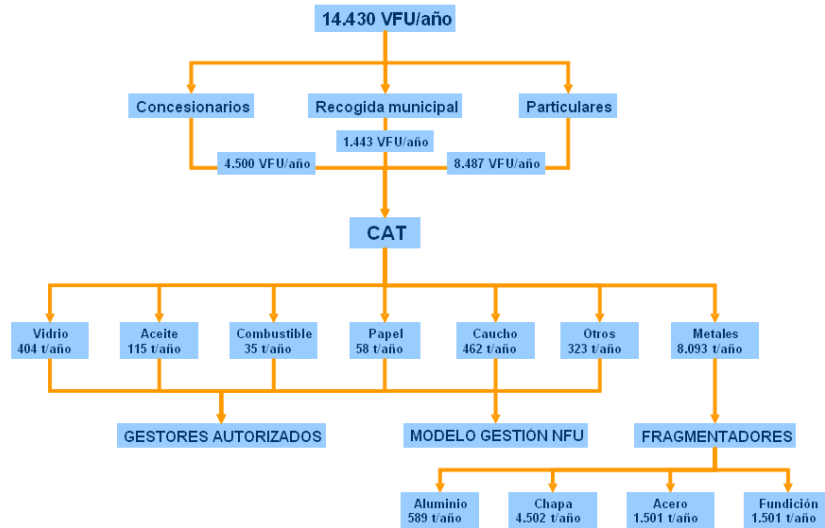 14.430 VFU/año
Concesionarios
Recogida municipal
Particulares
1.443 VFU/año
4.500 VFU/año
8.487 VFU/año
CAT
Vidrio
404 t/año
Aceite
115 t/año
Combustible
35 t/año
Papel
58 t/año
Caucho
462 t/año
Otros
323 t/año
Metales
8.093 t/año
GESTORES AUTORIZADOS
MODELO GESTIÓN NFU
FRAGMENTADORES
Aluminio
589 t/año
Chapa
4.502 t/año
Acero
1.501 t/año
Fundición
1.501 t/año